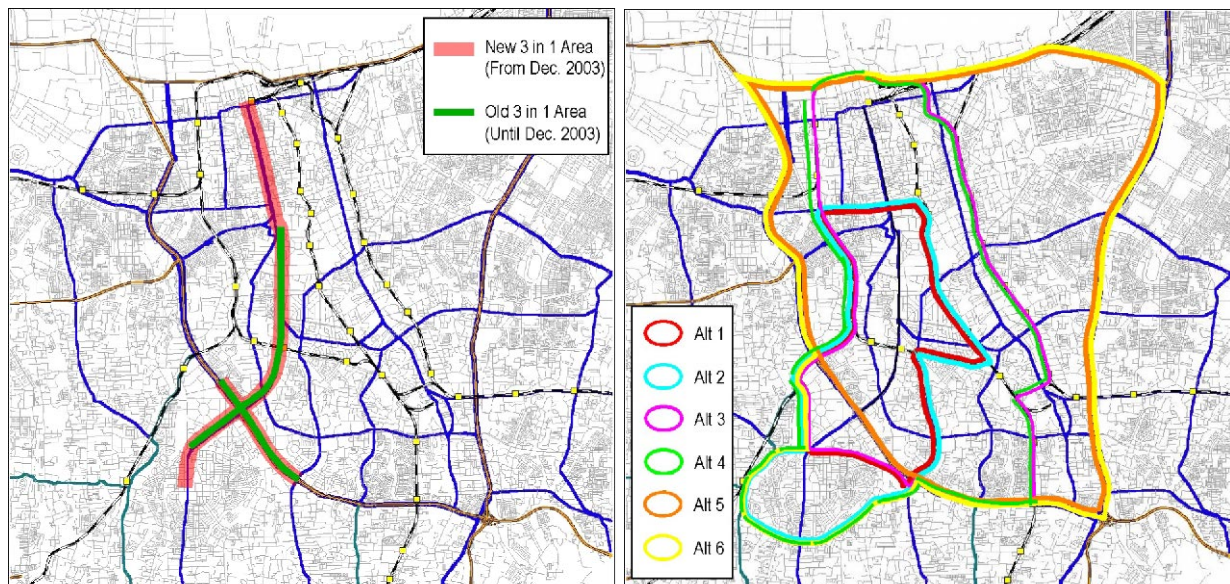 New 3 in 1 Area
(From Dec. 2003)
Old 3 in 1 Area
(Until Dec. 2003)
Alt 1
Alt 2
Alt 3
Alt 4
Alt 5
Alt 6